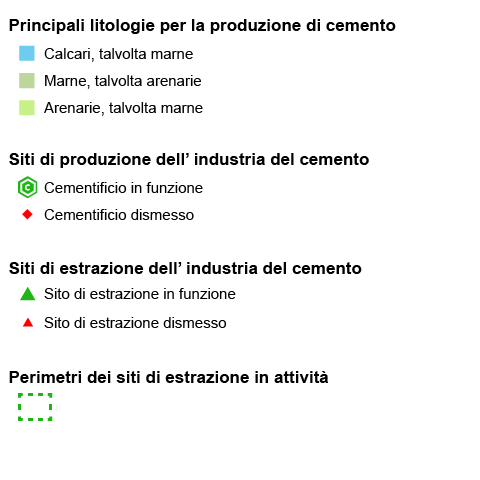 Principali litologie per la produzione di cemento
Calcari, talvolta marne
Marne, talvolta arenarie
Arenarie, talvolta marne
Siti di produzione dell’ industria del cemento
C Cementificio in funzione
Cementificio dismesso
Siti di estrazione dell’ industria del cemento
Sito di estrazione in funzione
Sito di estrazione dismesso
Perimetri dei siti di estrazione in attività